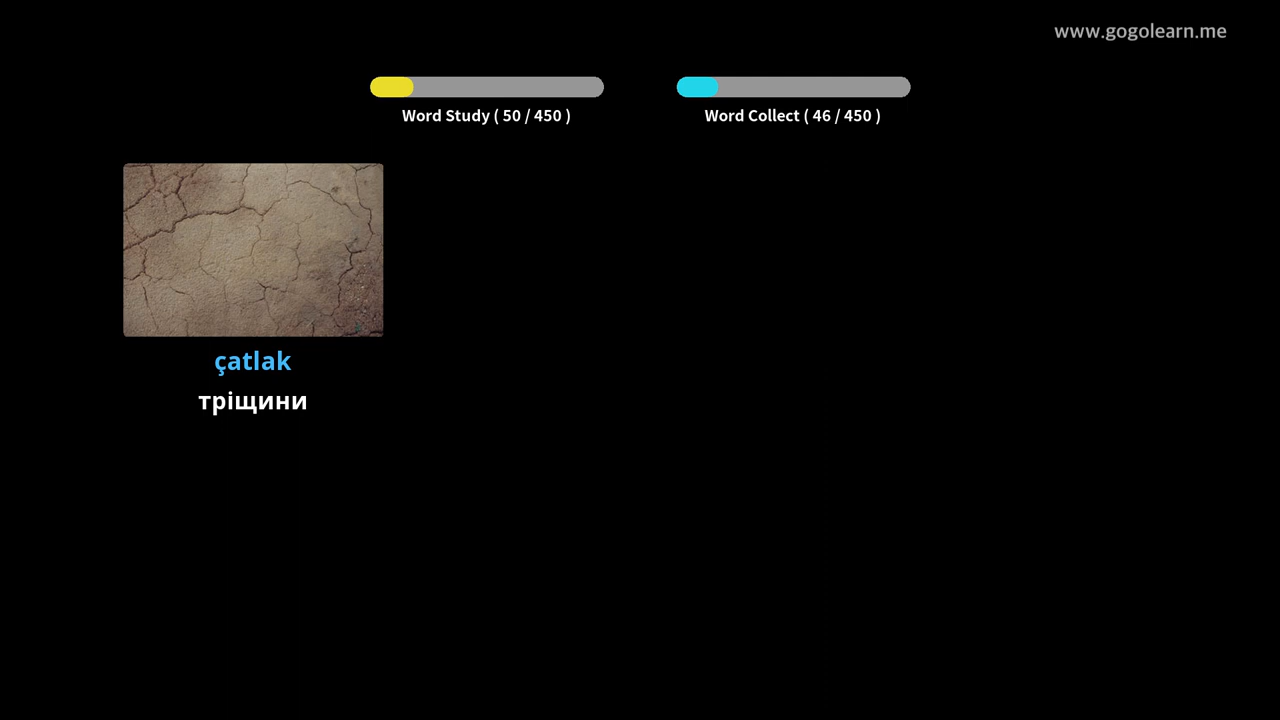 www.gogolearn.me
Word Study ( 50 / 450 )
Word Collect ( 46 / 450 )
çatlak
тріщини